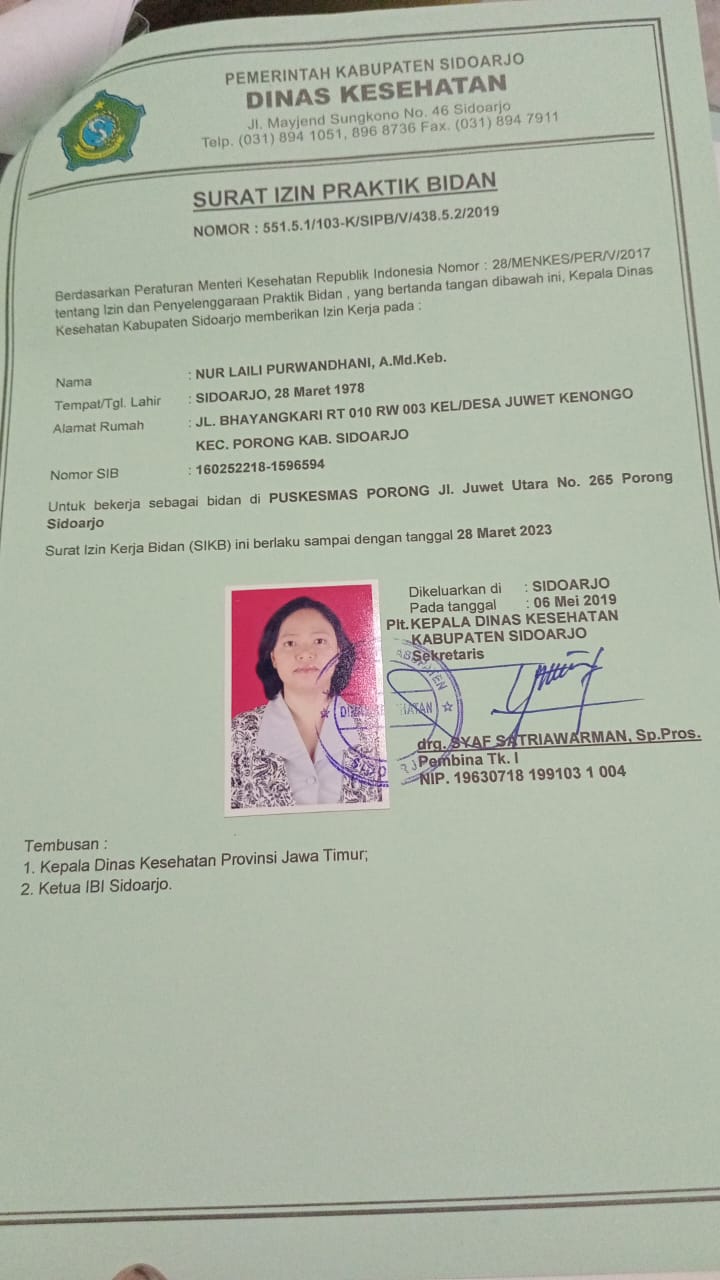 PEMERINTAH KABUPATEN SIDOARJO
DINAS KESEHATAN
Jl. Mayjend Sungkono No. 46 Sidoarjo
Telp. (031) 894 1051, 896 8736 Fax. (031) 894 7911
SURAT IZIN PRAKTIK BIDAN
NOMOR : 551.5.1/103-K/SIPB/V/438.5.2/2019
Berdasarkan Peraturan Menteri Kesehatan Republik Indonesia Nomor : 28/MENKES/PER/V/2017
tentang Izin dan Penyelenggaraan Praktik Bidan , yang bertanda tangan dibawah ini, Kepala Dinas
Kesehatan Kabupaten Sidoarjo memberikan Izin Kerja pada :
Nama : NUR LAILI PURWANDHANI, A.Md.Keb.
Tempat/Tgl. Lahir : SIDOARJO, 28 Maret 1978
Alamat Rumah : JL. BHAYANGKARI RT 010 RW 003 KEL/DESA JUWET KENONGO
KEC. PORONG KAB. SIDOARJO
Nomor SIB : 160252218-1596594
Untuk bekerja sebagai bidan di PUSKESMAS PORONG Jl. Juwet Utara No. 265 Porong
Sidoarjo
Surat Izin Kerja Bidan (SIKB) ini berlaku sampai dengan tanggal 28 Maret 2023
Dikeluarkan di : SIDOARJO
Pada tanggal : 06 Mei 2019
Plt.KEPALA DINAS KESEHATAN
KABUPATEN SIDOARJO
Sekretaris
drg. SYAF SATRIAWARMAN, Sp.Pros.
Pembina Tk. I
NIP. 19630718 199103 1 004
Tembusan :
1. Kepala Dinas Kesehatan Provinsi Jawa Timur;
2. Ketua IBI Sidoarjo.